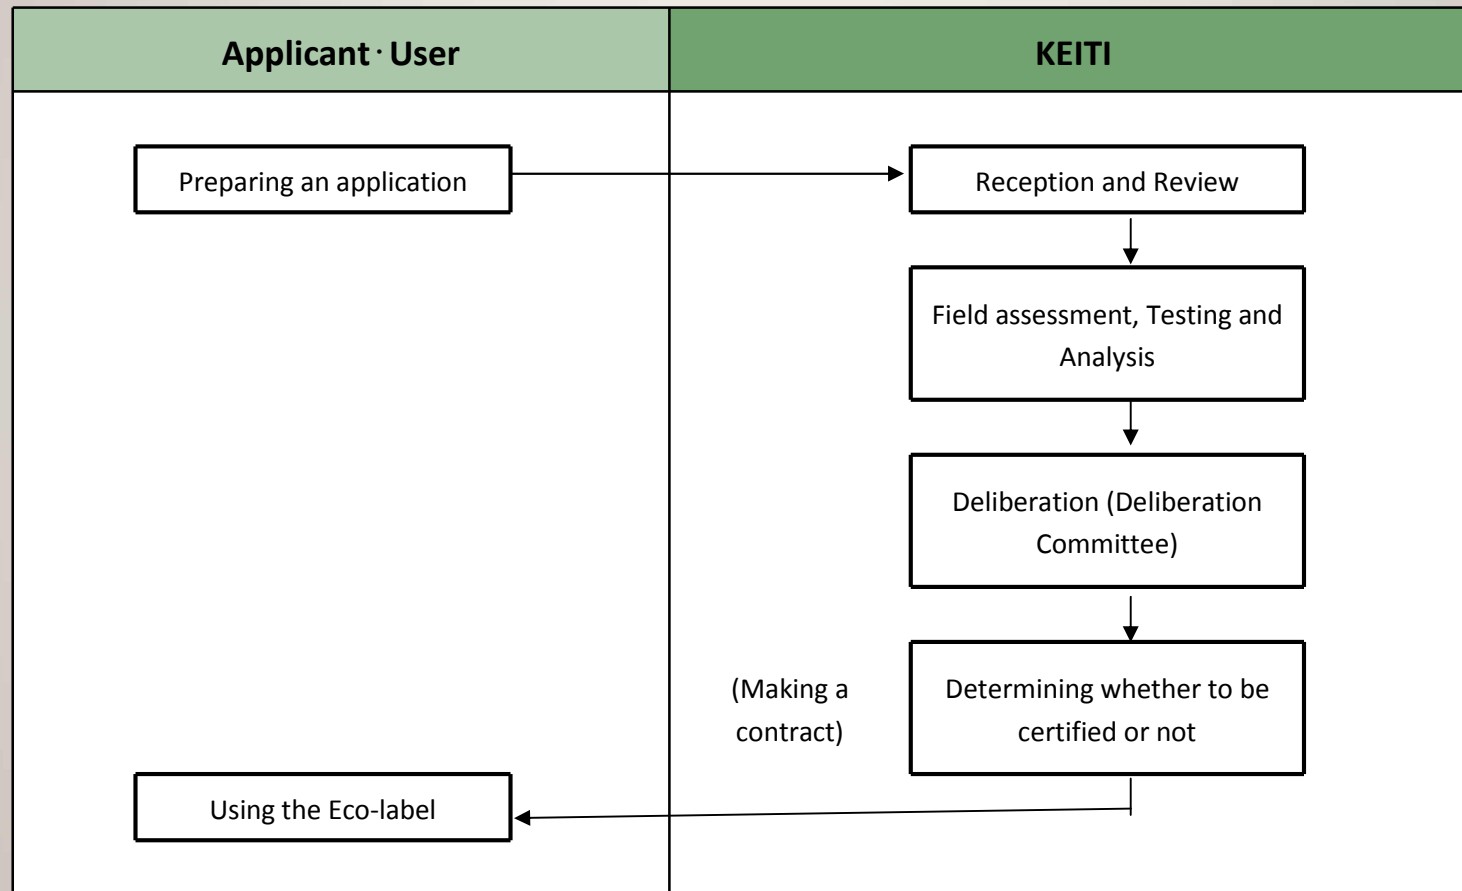 Applicant · User
KEITI
Preparing an application
Reception and Review
Field assessment, Testing and
Analysis
Deliberation (Deliberation
Committee)
(Making a
contract)
Determining whether to be
certified or not
Using the Eco-label